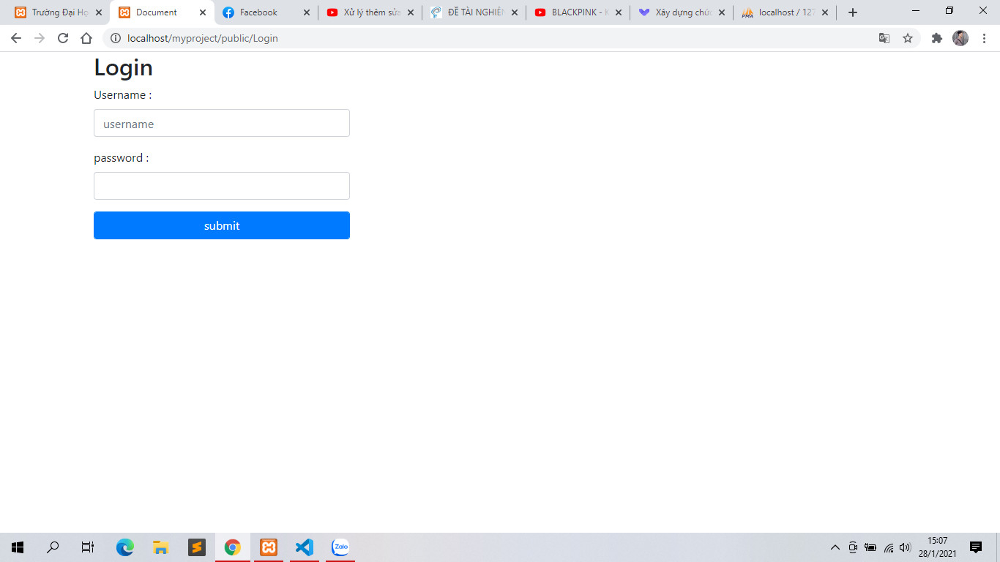 Trường Đại Họ
Document
Facebook
Xử lý thêm sửa
ĐỀ TÀI NGHIÊN
BLACKPINK - K
Xây dựng chức
localhost / 127
localhost/myproject/public/Login
Login
Username :
username
password :
submit
Zalo
15:07
28/1/2021